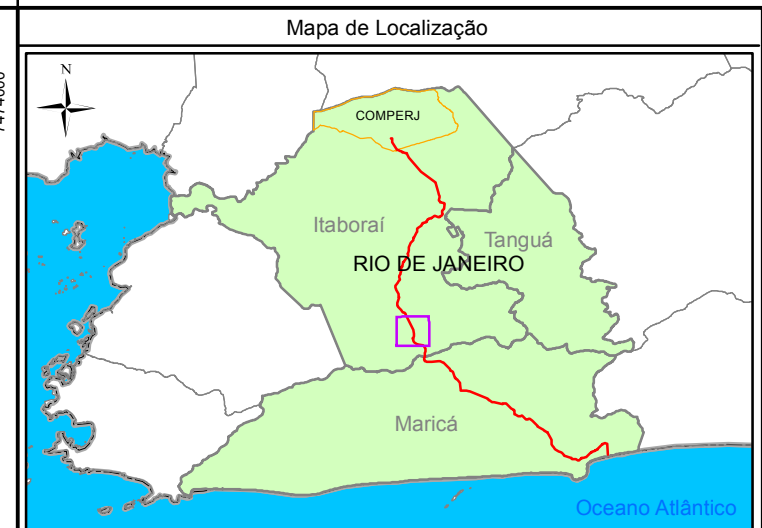 Mapa de Localização
N
COMPERJ
Itaboraí
Tanguá
RIO DE JANEIRO
Maricá
Oceano Atlântico